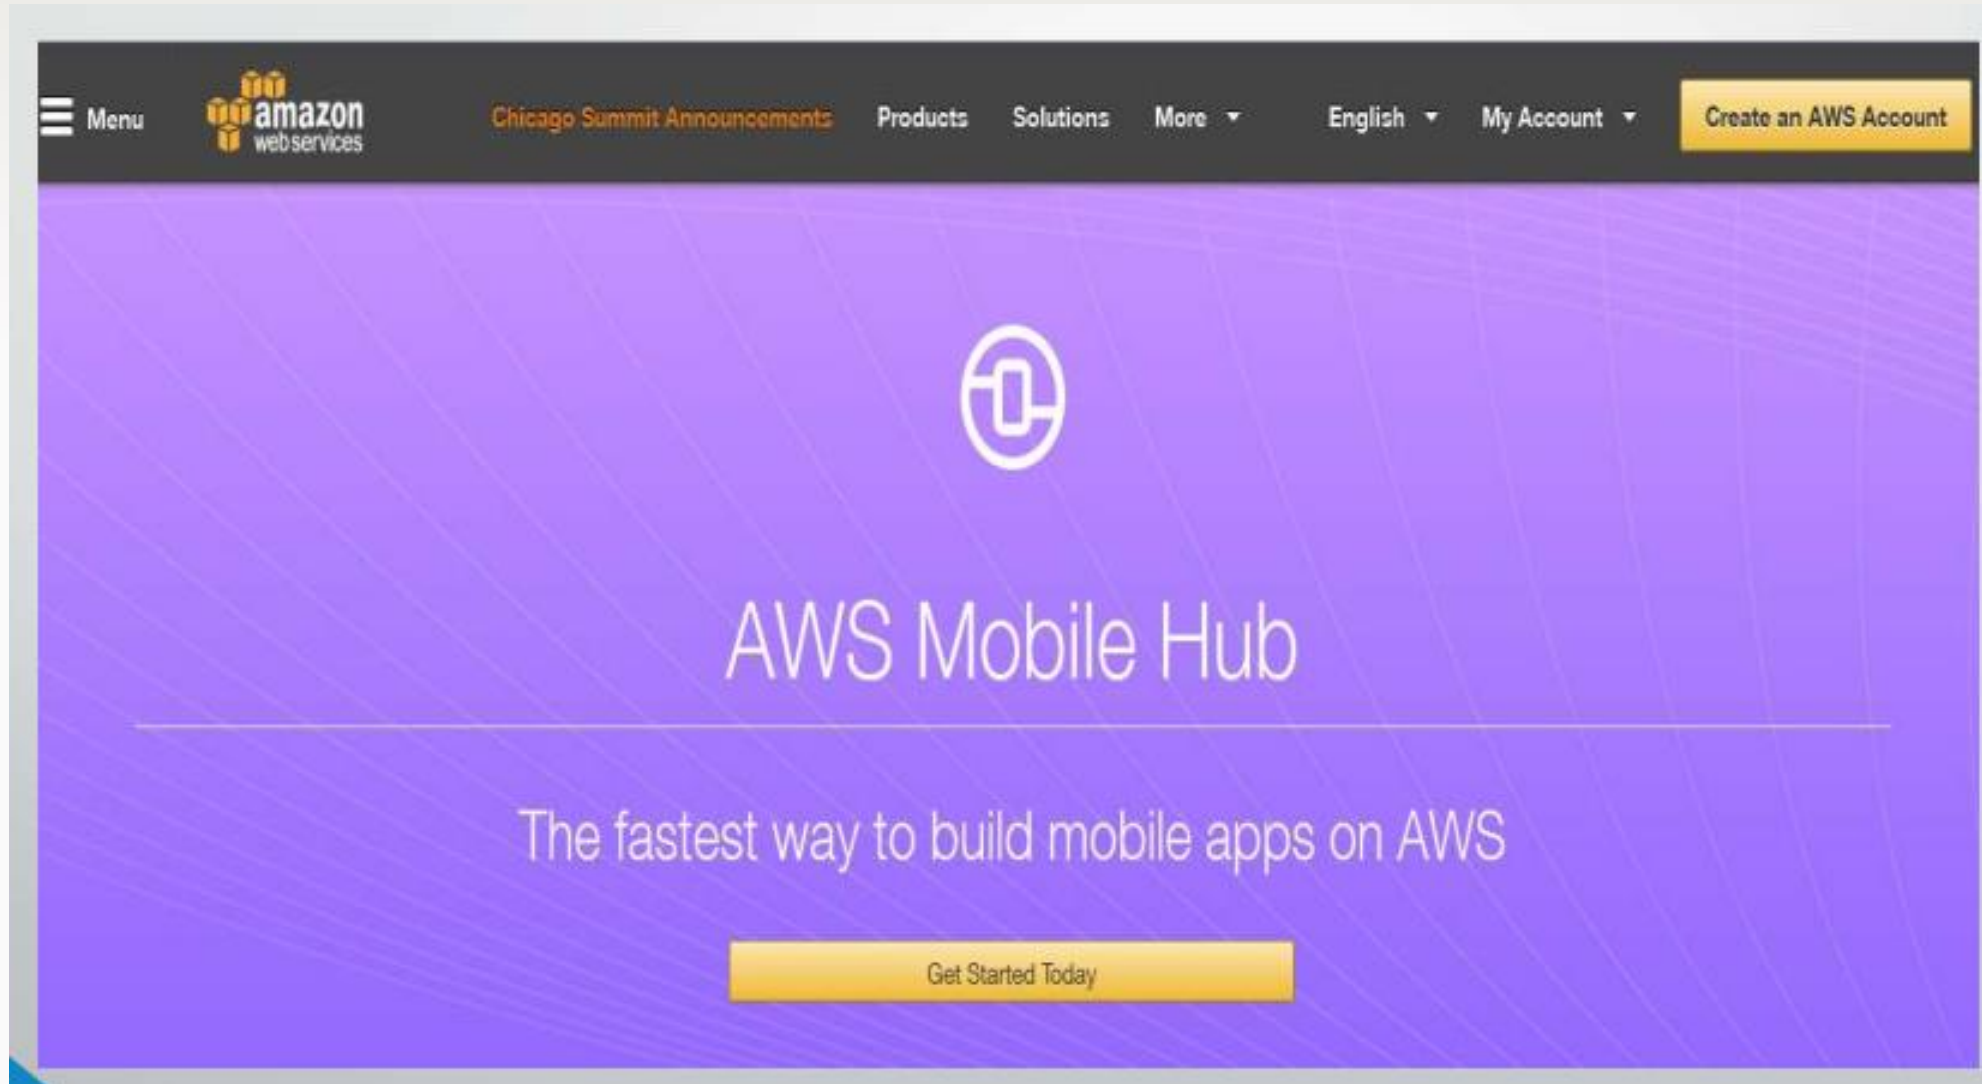 Menu
amazon
webservices
Chicago Summit Announcements
Products
Solutions
More
English
My Account
Create an AWS Account
AWS Mobile Hub
The fastest way to build mobile apps on AWS
Get Started Today